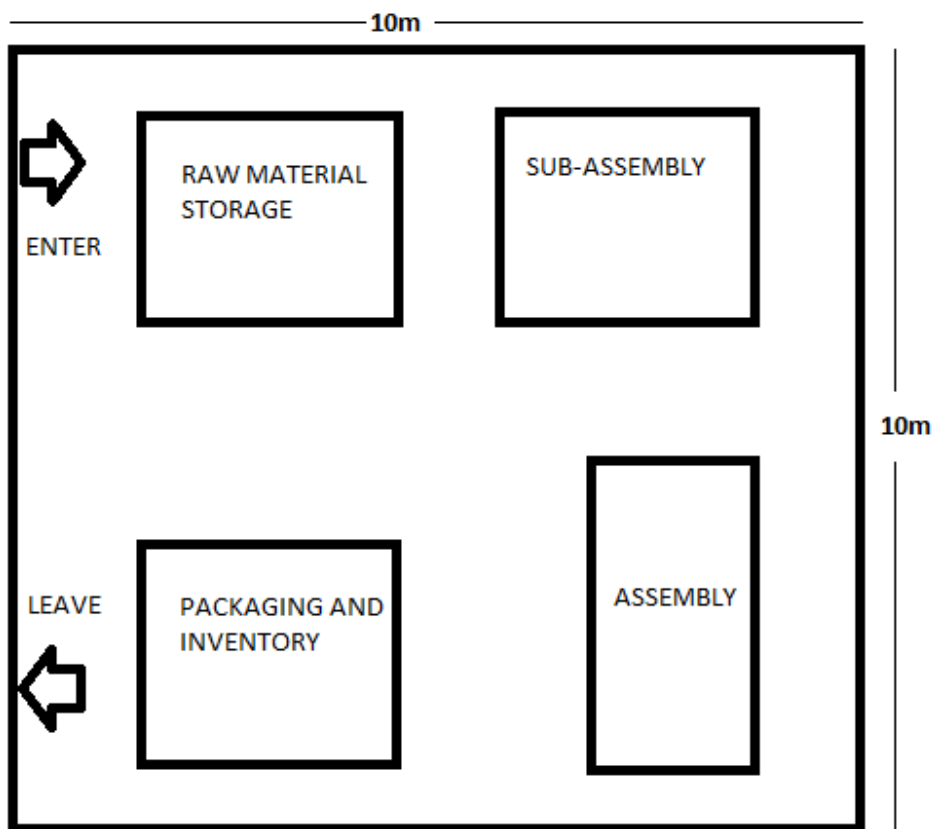 10m
RAW MATERIAL
STORAGE
SUB-ASSEMBLY
ENTER
10m
LEAVE
PACKAGING AND
INVENTORY
ASSEMBLY